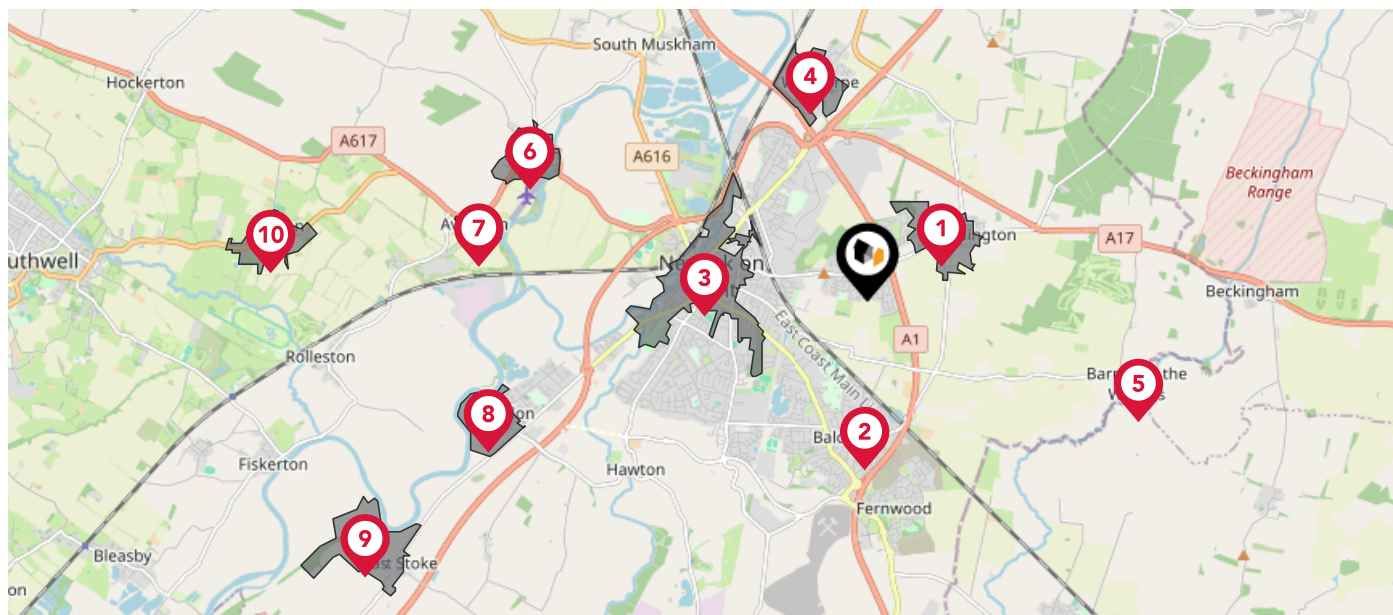 South Muskham
Hockerton
4
A617
6
A616
Beckingham
Range
10
7
1
A17
uthwell
3
Beckingham
East Coast Main
A1
Rolleston
5
8
2
Fiskerton
Hawton
Fernwood
9
Bleasby